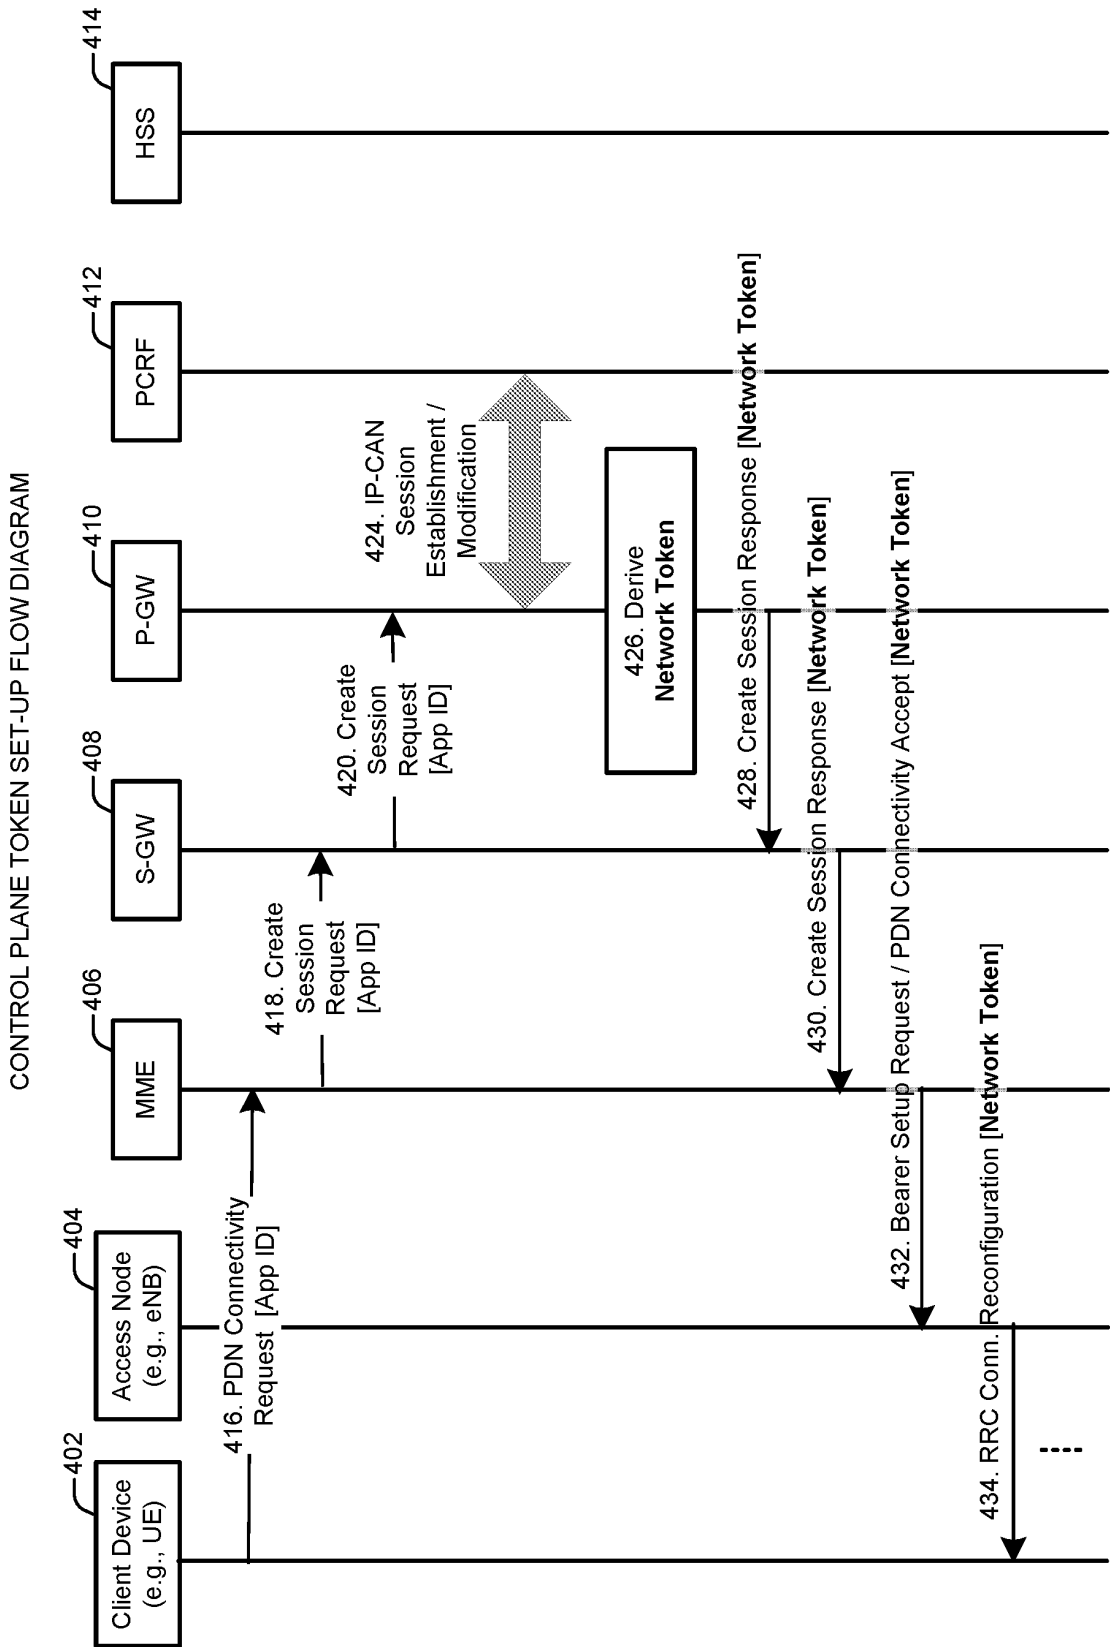 CONTROL PLANE TOKEN SET-UP FLOW DIAGRAM
402
404
406
408
410
412
414
Client Device
(e.g., UE)
Access Node
(e.g., eNB)
MME
S-GW
P-GW
PCRF
HSS
416. PDN Connectivity
Request [App ID]
418. Create
Session
Request
[App ID]
420. Create
Session
Request
[App ID]
424. IP-CAN
Session
Establishment /
Modification
426. Derive
Network Token
428. Create Session Response [Network Token]
430. Create Session Response [Network Token]
432. Bearer Setup Request / PDN Connectivity Accept [Network Token]
434. RRC Conn. Reconfiguration [Network Token]